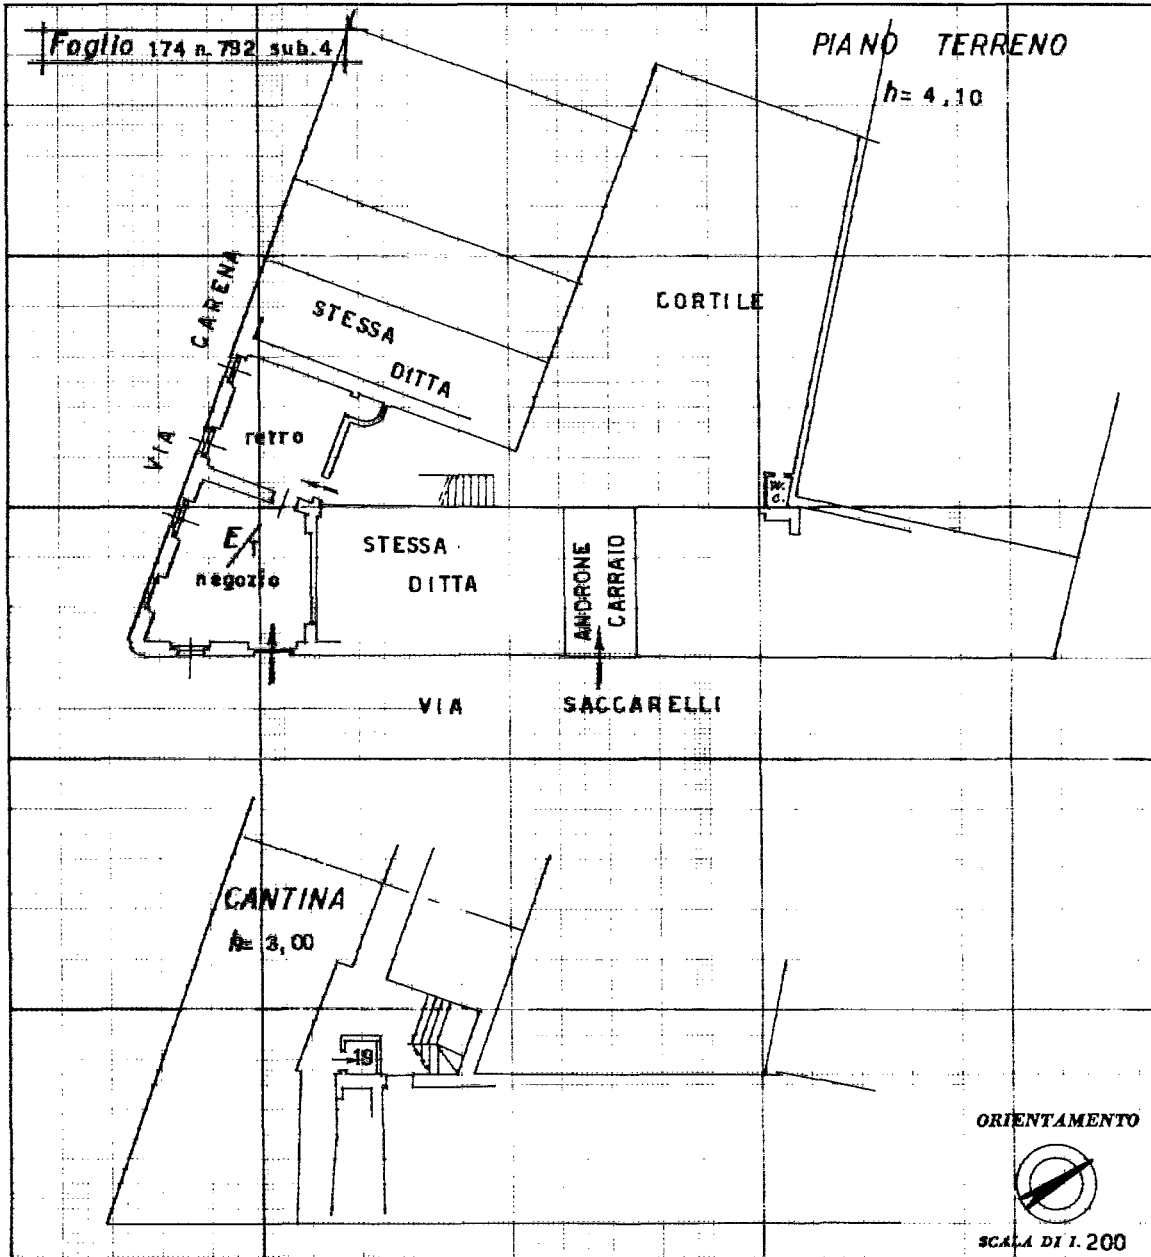 Foglio 174 n. 792 sub. 4
PIANO TERRENO
h= 4,10
VIA CARENA
STESSA
DITTA
CORTILE
retro
w.
c.
E
negozio
STESSA
DITTA
ANDRONE
CARRAIO
VIA SACCARELLI
CANTINA
h= 3,00
19
ORIENTAMENTO
SCALA DI 1. 200